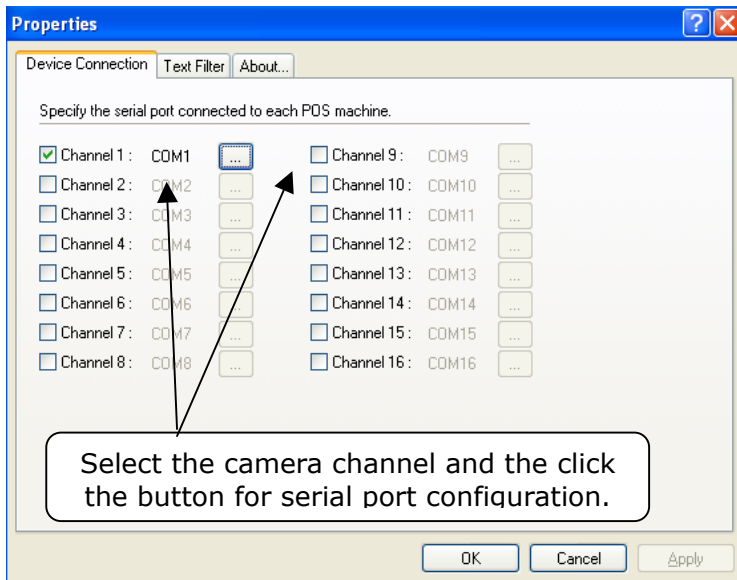 Properties
Device Connection Text Filter About...
Specify the serial port connected to each POS machine.
Channel 1 : COM1 ... Channel 9 : COM9 ...
Channel 2 : COM2 ... Channel 10 : COM10 ...
Channel 3 : COM3 ... Channel 11 : COM11 ...
Channel 4 : COM4 ... Channel 12 : COM12 ...
Channel 5 : COM5 ... Channel 13 : COM13 ...
Channel 6 : COM6 ... Channel 14 : COM14 ...
Channel 7 : COM7 ... Channel 15 : COM15 ...
Channel 8 : COM8 ... Channel 16 : COM16 ...
Select the camera channel and the click
the button for serial port configuration.
OK Cancel Apply